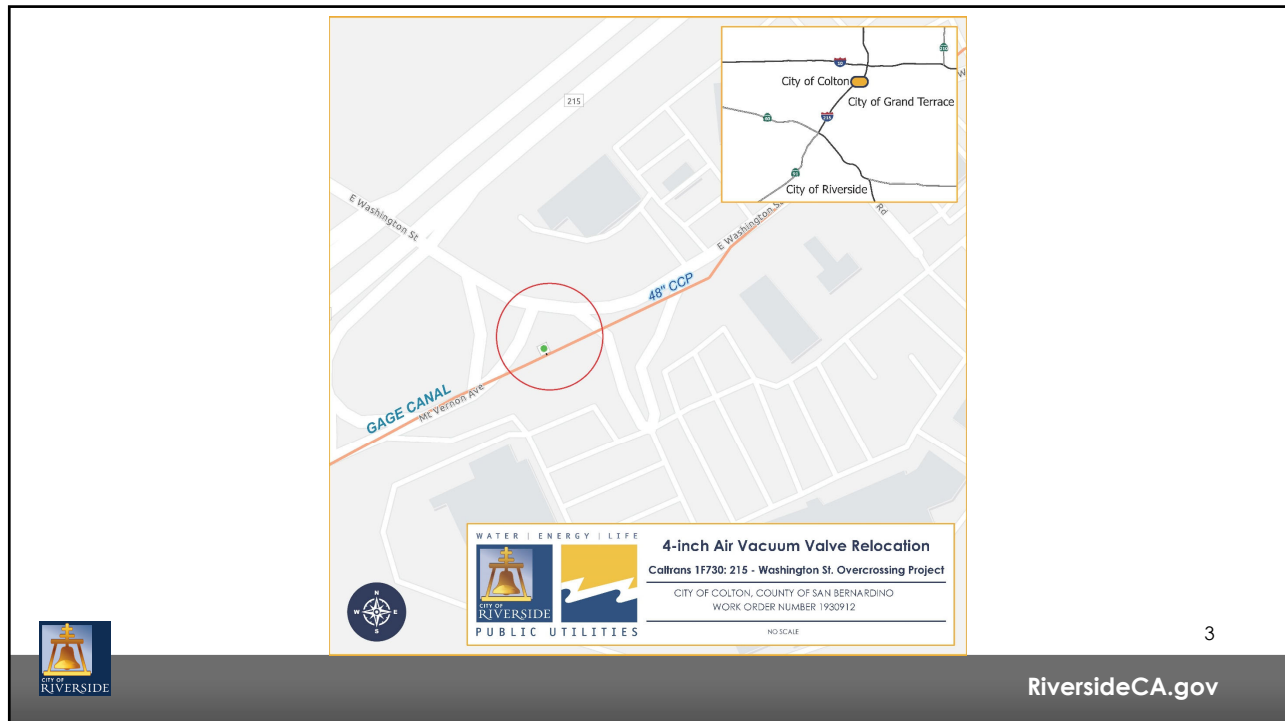 215
10
City of Colton
City of Grand Terrace
215
City of Riverside
E Washington St
E Washington St
Rd
48" CCP
GAGE CANAL
Mt Vernon Ave
WATER | ENERGY | LIFE
CITY OF
RIVERSIDE
PUBLIC UTILITIES
4-inch Air Vacuum Valve Relocation
Caltrans 1F730: 215 - Washington St. Overcrossing Project
CITY OF COLTON, COUNTY OF SAN BERNARDINO
WORK ORDER NUMBER 1930912
NO SCALE
N
W E
S
3
CITY OF
RIVERSIDE
RiversideCA.gov